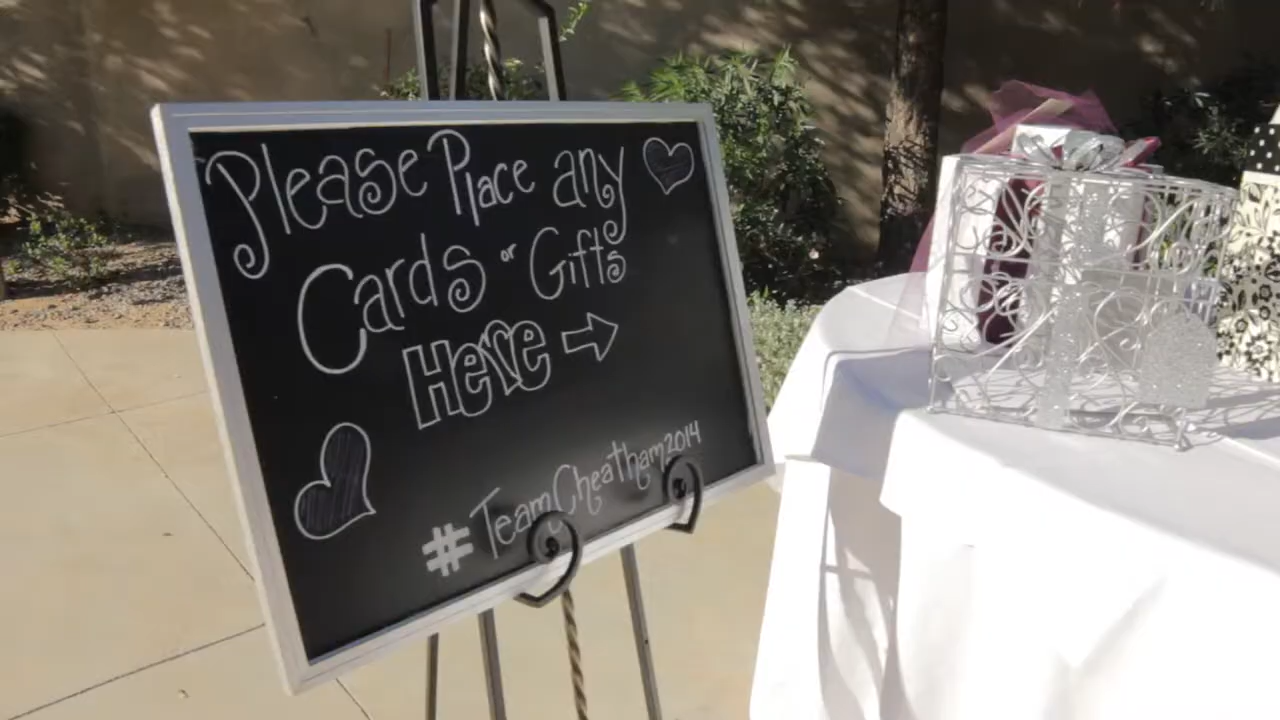 Please Place any
Cards or Gifts
Here →
#TeamCheatham2014